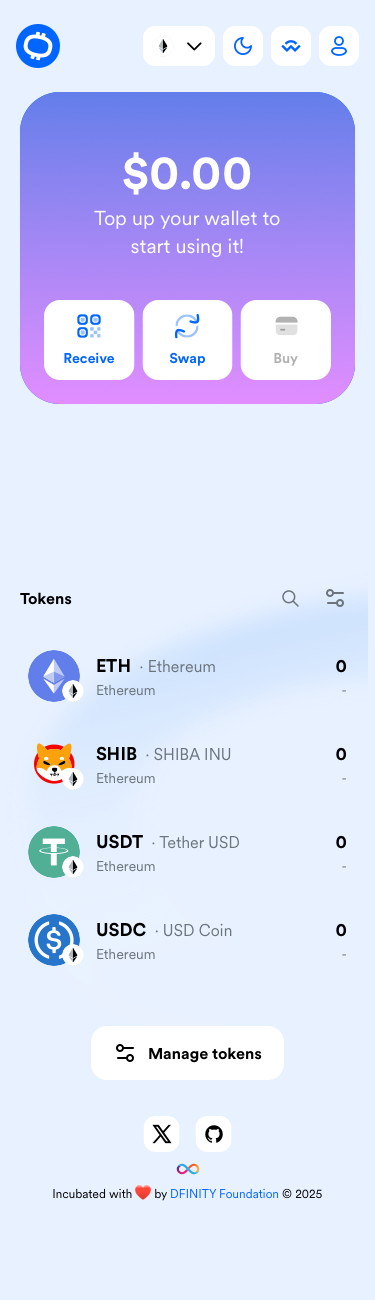 $0.00
Top up your wallet to
start using it!
Receive Swap Buy
Tokens
ETH · Ethereum 0
Ethereum -
SHIB · SHIBA INU 0
Ethereum -
USDT · Tether USD 0
Ethereum -
USDC · USD Coin 0
Ethereum -
Manage tokens
Incubated with ❤️ by DFINITY Foundation © 2025